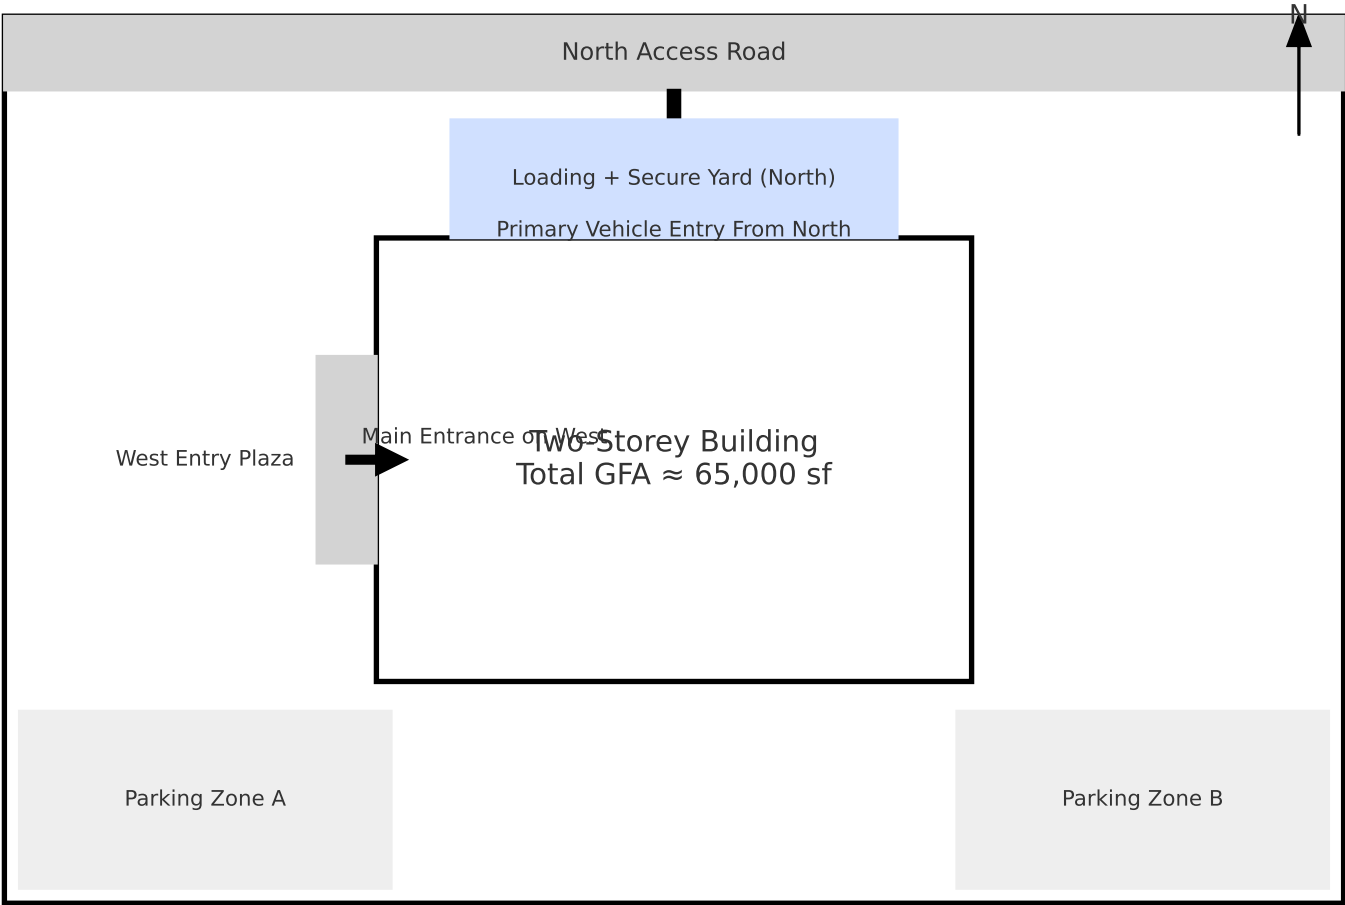 N
North Access Road
Loading + Secure Yard (North)
Primary Vehicle Entry From North
Main Entrance on West
Two-Storey Building
Total GFA ≈ 65,000 sf
West Entry Plaza
Parking Zone A
Parking Zone B